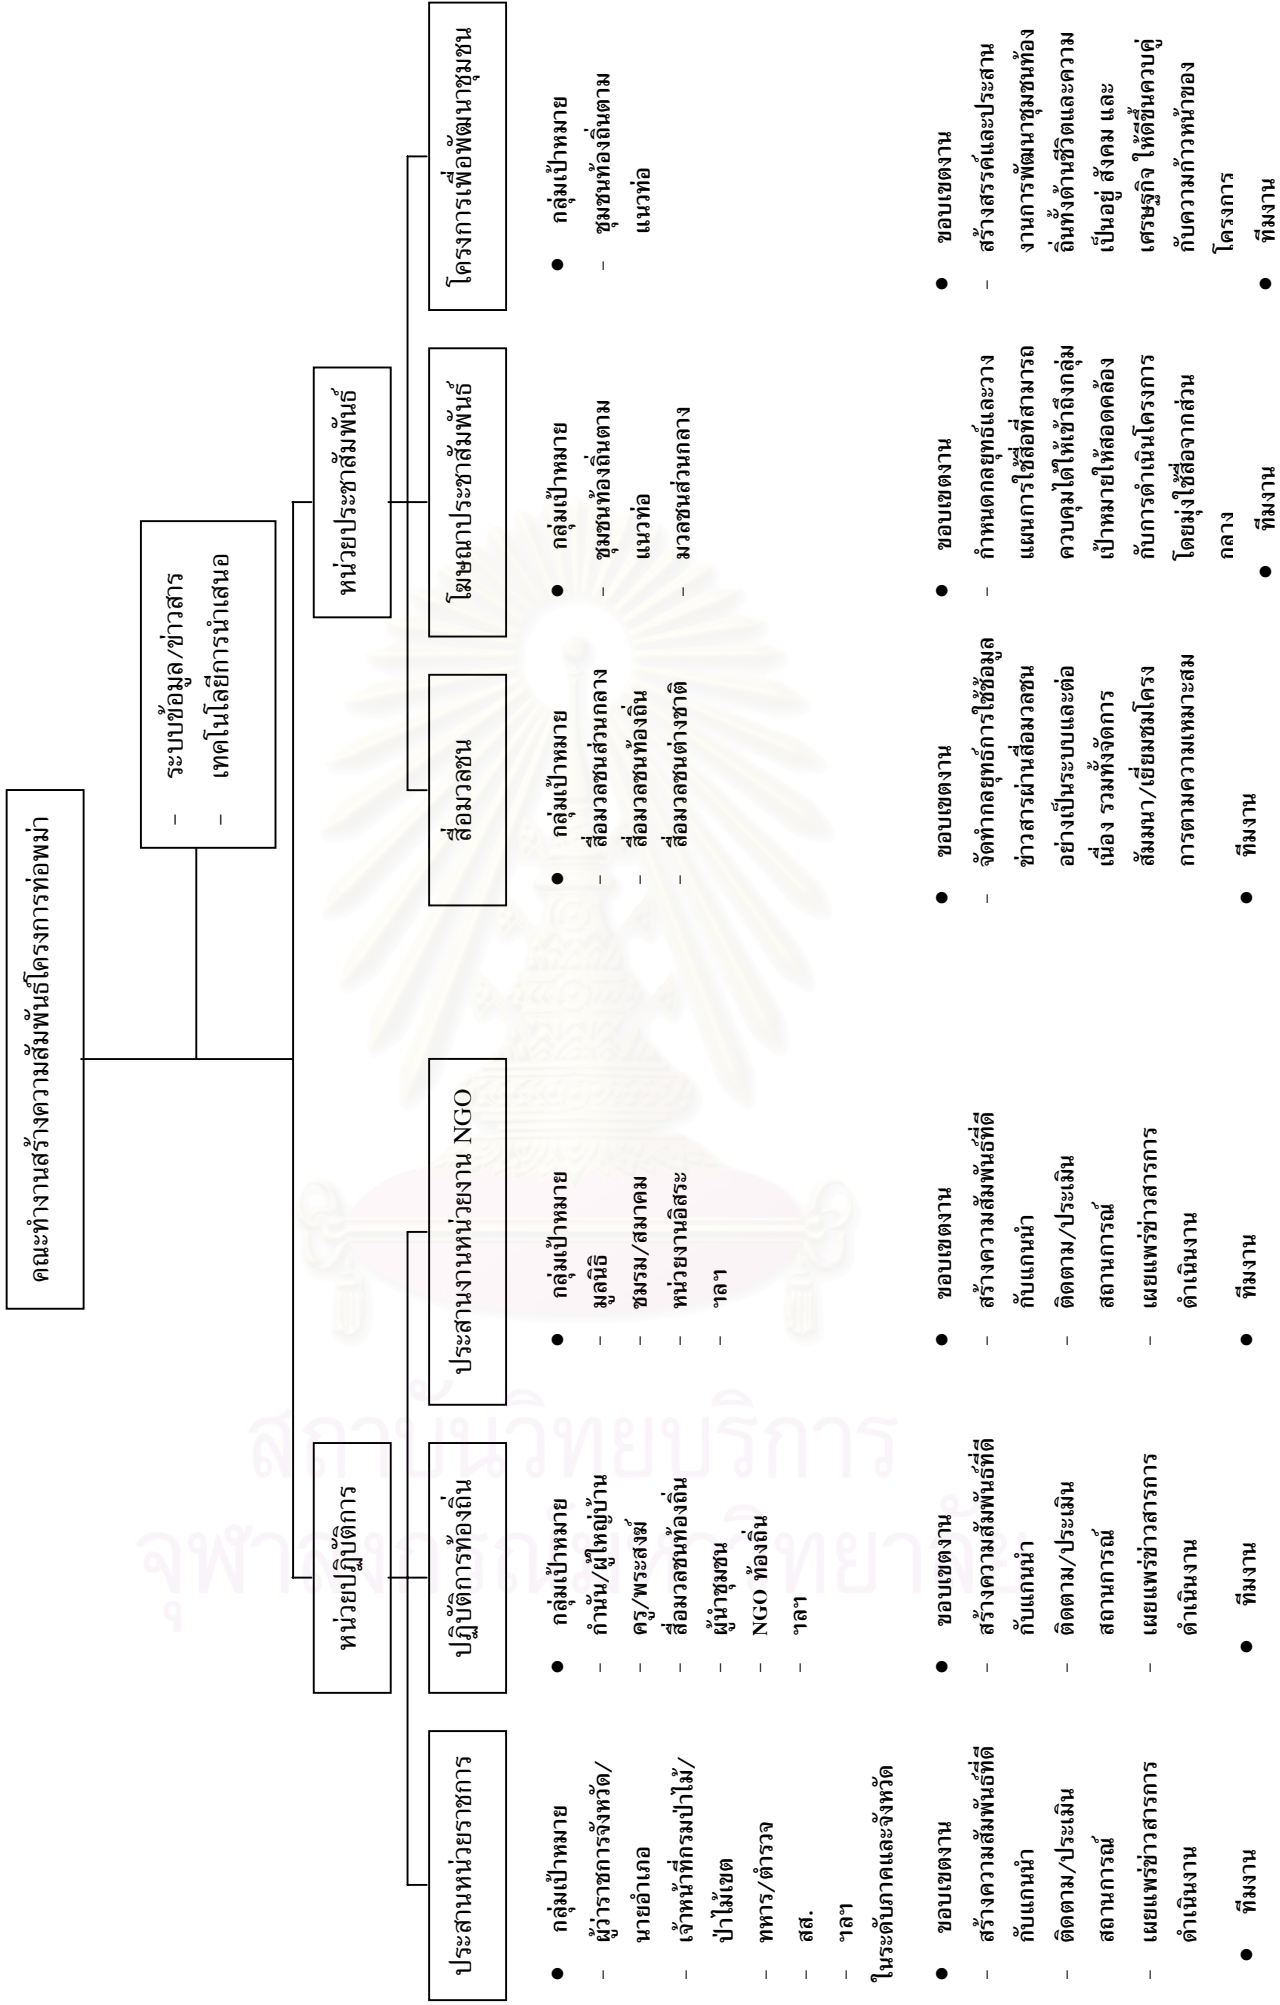 คณะทำงานสร้างความสัมพันธ์โครงการท่อพม่า
– ระบบข้อมูล/ข่าวสาร
– เทคโนโลยีการนำเสนอ
หน่วยปฏิบัติการ
หน่วยประชาสัมพันธ์
ประสานหน่วยราชการ
● กลุ่มเป้าหมาย
– ผู้ว่าราชการจังหวัด/
นายอำเภอ
– เจ้าหน้าที่กรมป่าไม้/
ป่าไม้เขต
– ทหาร/ตำรวจ
– สส.
– ฯลฯ
ในระดับภาคและจังหวัด
● ขอบเขตงาน
– สร้างความสัมพันธ์ที่ดี
กับแกนนำ
– ติดตาม/ประเมิน
สถานการณ์
– เผยแพร่ข่าวสารการ
ดำเนินงาน
● ทีมงาน
ปฏิบัติการท้องถิ่น
● กลุ่มเป้าหมาย
– กำนัน/ผู้ใหญ่บ้าน
– ครู/พระสงฆ์
– สื่อมวลชนท้องถิ่น
– ผู้นำชุมชน
– NGO ท้องถิ่น
– ฯลฯ
● ขอบเขตงาน
– สร้างความสัมพันธ์ที่ดี
กับแกนนำ
– ติดตาม/ประเมิน
สถานการณ์
– เผยแพร่ข่าวสารการ
ดำเนินงาน
● ทีมงาน
ประสานงานหน่วยงาน NGO
● กลุ่มเป้าหมาย
– มูลนิธิ
– ชมรม/สมาคม
– หน่วยงานอิสระ
– ฯลฯ
● ขอบเขตงาน
– สร้างความสัมพันธ์ที่ดี
กับแกนนำ
– ติดตาม/ประเมิน
สถานการณ์
– เผยแพร่ข่าวสารการ
ดำเนินงาน
● ทีมงาน
สื่อมวลชน
● กลุ่มเป้าหมาย
– สื่อมวลชนส่วนกลาง
– สื่อมวลชนท้องถิ่น
– สื่อมวลชนต่างชาติ
● ขอบเขตงาน
– จัดทำกลยุทธ์การใช้ข้อมูล
ข่าวสารผ่านสื่อมวลชน
อย่างเป็นระบบและต่อ
เนื่อง รวมทั้งจัดการ
สัมมนา/เยี่ยมชมโครง
การตามความเหมาะสม
● ทีมงาน
โฆษณาประชาสัมพันธ์
● กลุ่มเป้าหมาย
– ชุมชนท้องถิ่นตาม
แนวท่อ
– มวลชนส่วนกลาง
● ขอบเขตงาน
– กำหนดกลยุทธ์และวาง
แผนการใช้สื่อที่สามารถ
ควบคุมได้ให้เข้าถึงกลุ่ม
เป้าหมายให้สอดคล้อง
กับการดำเนินโครงการ
โดยมุ่งใช้สื่อจากส่วน
กลาง
● ทีมงาน
โครงการเพื่อพัฒนาชุมชน
● กลุ่มเป้าหมาย
– ชุมชนท้องถิ่นตาม
แนวท่อ
● ขอบเขตงาน
– สร้างสรรค์และประสาน
งานการพัฒนาชุมชนท้อง
ถิ่นทั้งด้านชีวิตและความ
เป็นอยู่ สังคม และ
เศรษฐกิจ ให้ดีขึ้นควบคู่
กับความก้าวหน้าของ
โครงการ
● ทีมงาน
สถาบันวิทยบริการ
จุฬาลงกรณ์มหาวิทยาลัย